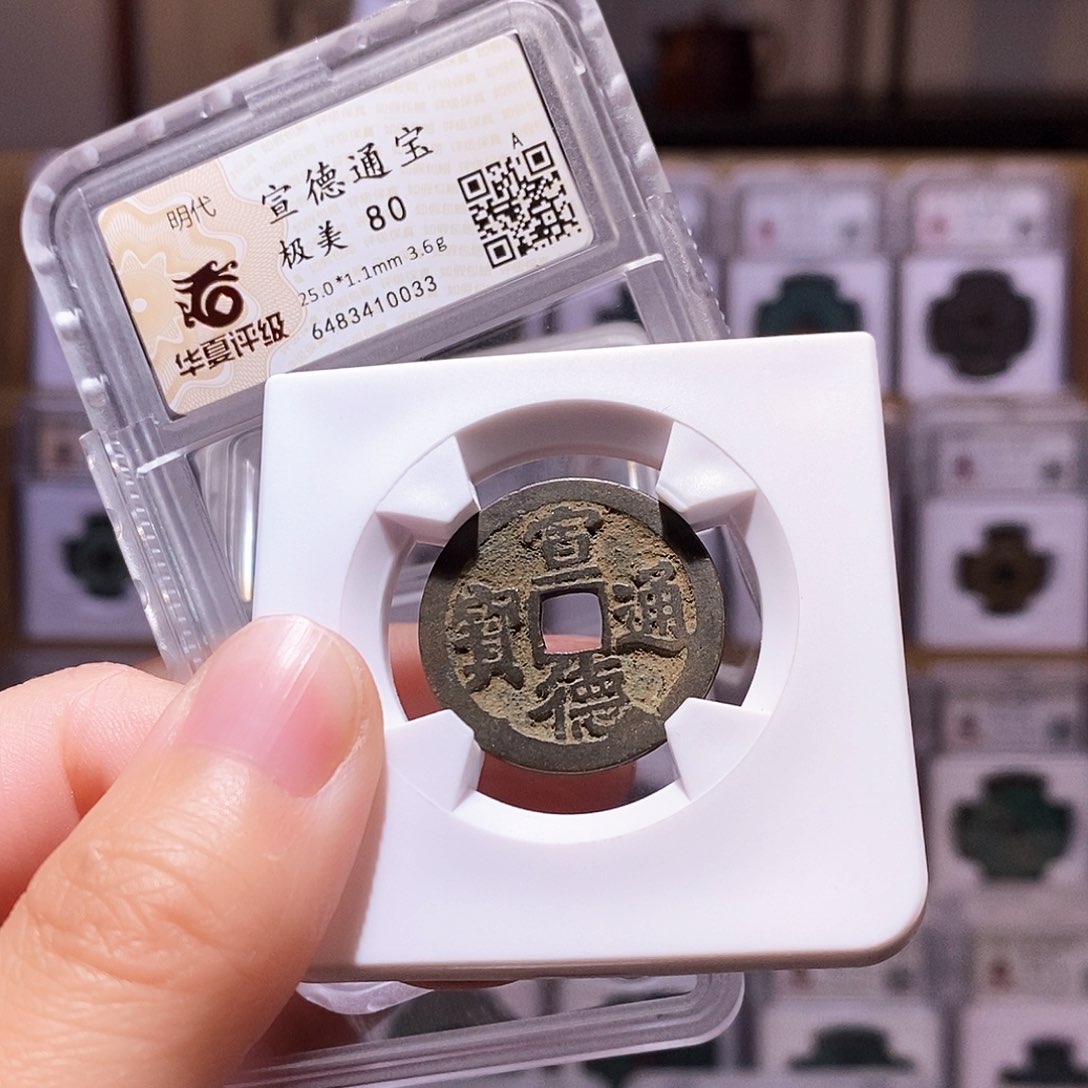 明代
华夏评级
宣德通宝
极美 80
25.0*1.1mm 3.6g
6483410033
A
宣德通寶